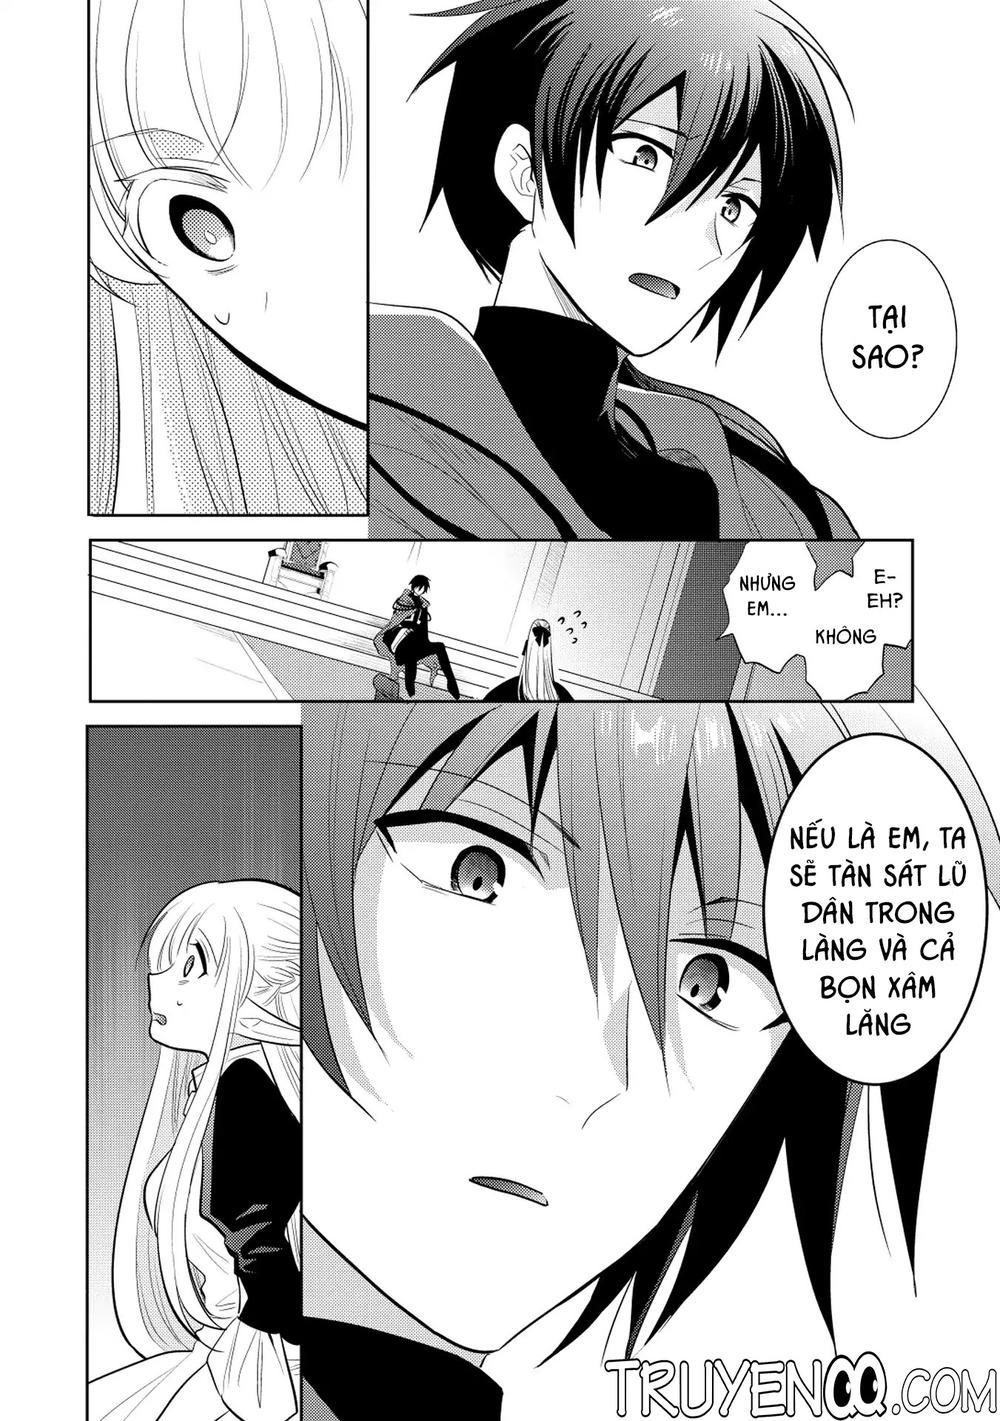 TẠI
SAO?
E-
EH?
KHÔNG
NHƯNG
EM...
NẾU LÀ EM, TA
SẼ TÀN SÁT LŨ
DÂN TRONG
LÀNG VÀ CẢ
BỌN XÂM
LĂNG
TRUYENQQ.COM